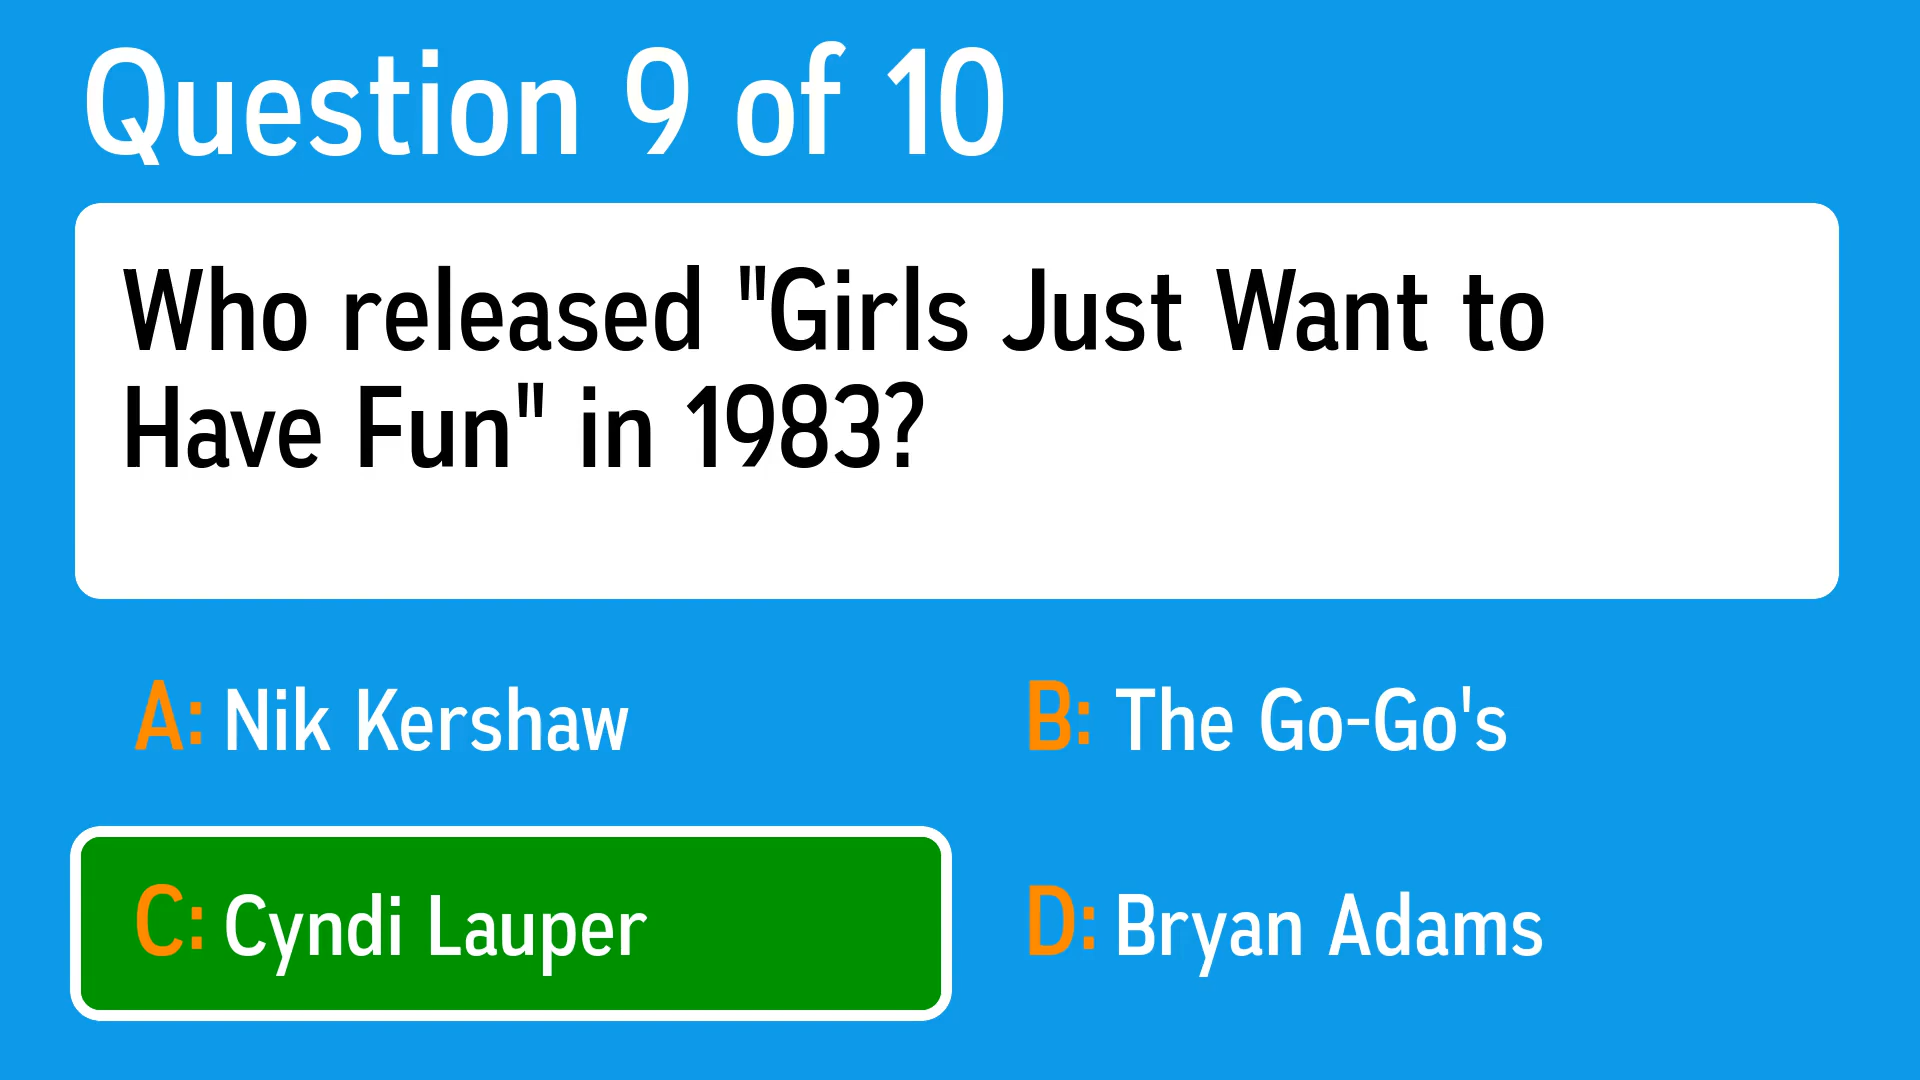 Question 9 of 10
Who released "Girls Just Want to
Have Fun" in 1983?
A: Nik Kershaw
B: The Go-Go's
C: Cyndi Lauper
D: Bryan Adams